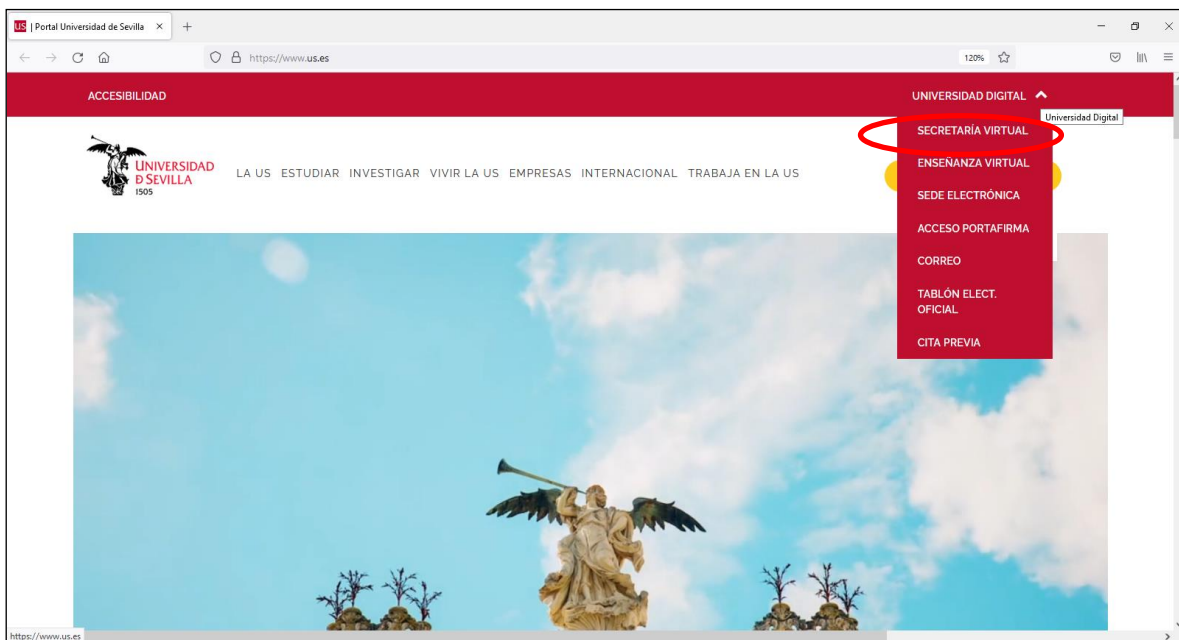 US | Portal Universidad de Sevilla
https://www.us.es
120%
ACCESIBILIDAD
UNIVERSIDAD DIGITAL
Universidad Digital
SECRETARÍA VIRTUAL
ENSEÑANZA VIRTUAL
SEDE ELECTRÓNICA
ACCESO PORTAFIRMA
CORREO
TABLÓN ELECT.
OFICIAL
CITA PREVIA
UNIVERSIDAD
D SEVILLA
1505
LA US ESTUDIAR INVESTIGAR VIVIR LA US EMPRESAS INTERNACIONAL TRABAJA EN LA US
https://www.us.es